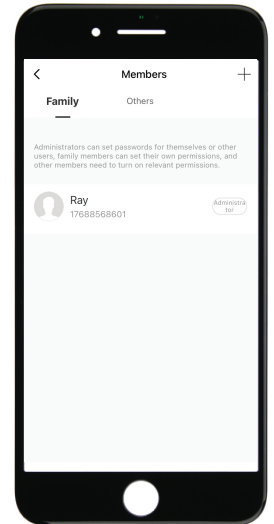 Members
Family Others
Administrators can set passwords for themselves or other
users, family members can set their own permissions, and
other members need to turn on relevant permissions.
Ray
17688568601
Administra
tor